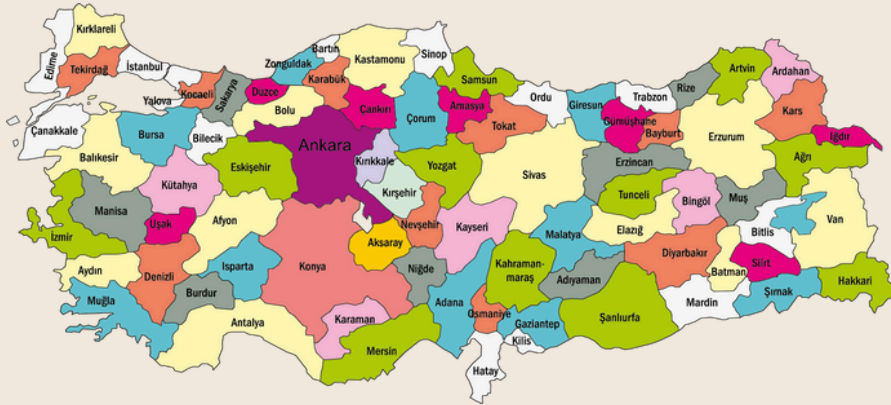 Kırklareli
Edirne
Tekirdağ
İstanbul
Yalova
Kocaeli
Sakarya
Düzce
Zonguldak
Bartın
Karabük
Kastamonu
Sinop
Samsun
Ordu
Giresun
Trabzon
Rize
Artvin
Ardahan
Çanakkale
Balıkesir
Bursa
Bilecik
Bolu
Çankırı
Çorum
Amasya
Tokat
Gümüşhane
Bayburt
Erzurum
Kars
Iğdır
Ankara
Kırıkkale
Eskişehir
Kütahya
Kırşehir
Yozgat
Sivas
Erzincan
Ağrı
Manisa
Uşak
Afyon
Nevşehir
Kayseri
Malatya
Tunceli
Elazığ
Bingöl
Muş
Bitlis
Van
İzmir
Aydın
Denizli
Isparta
Konya
Aksaray
Niğde
Kahraman-
maraş
Adıyaman
Diyarbakır
Batman
Siirt
Hakkari
Muğla
Burdur
Antalya
Karaman
Mersin
Adana
Osmaniye
Gaziantep
Kilis
Şanlıurfa
Mardin
Şırnak
Hatay